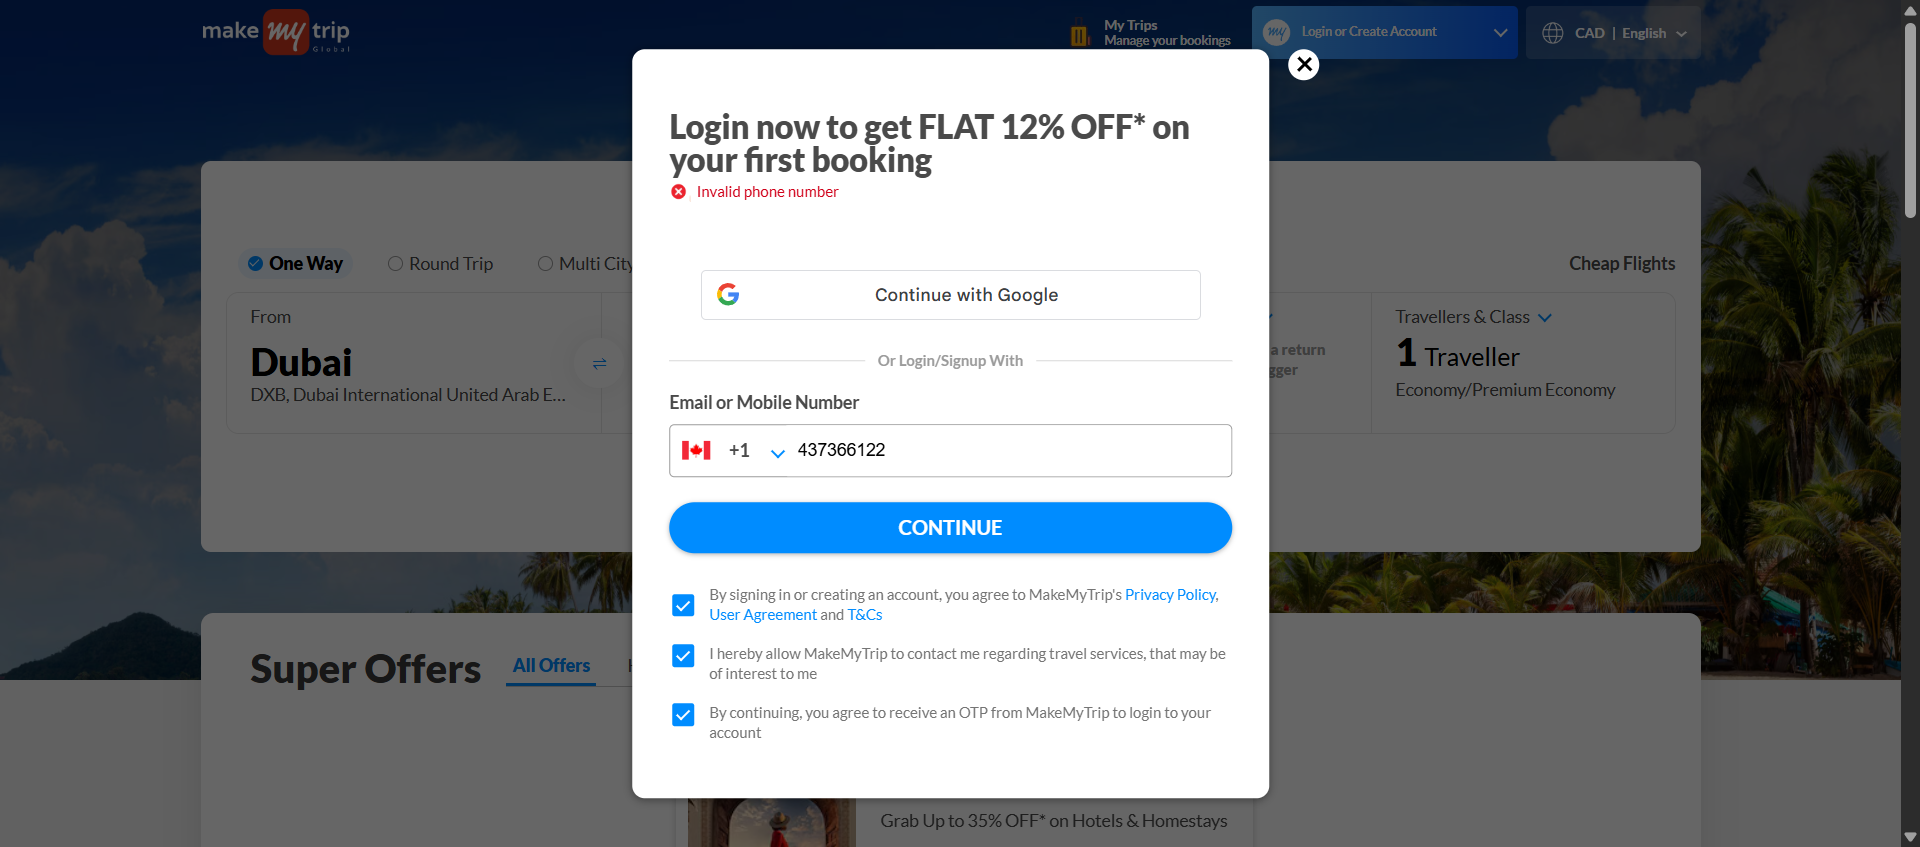 make my trip
Global
My Trips
Manage your bookings
my
Login or Create Account
CAD | English
Login now to get FLAT 12% OFF* on
your first booking
Invalid phone number
One Way
Round Trip
Multi City
Cheap Flights
Continue with Google
From
Dubai
DXB, Dubai International United Arab E...
a return
gger
Travellers & Class
1 Traveller
Economy/Premium Economy
Or Login/Signup With
Email or Mobile Number
+1
437366122
CONTINUE
By signing in or creating an account, you agree to MakeMyTrip's Privacy Policy,
User Agreement and T&Cs
I hereby allow MakeMyTrip to contact me regarding travel services, that may be
of interest to me
By continuing, you agree to receive an OTP from MakeMyTrip to login to your
account
Super Offers
All Offers
Grab Up to 35% OFF* on Hotels & Homestays